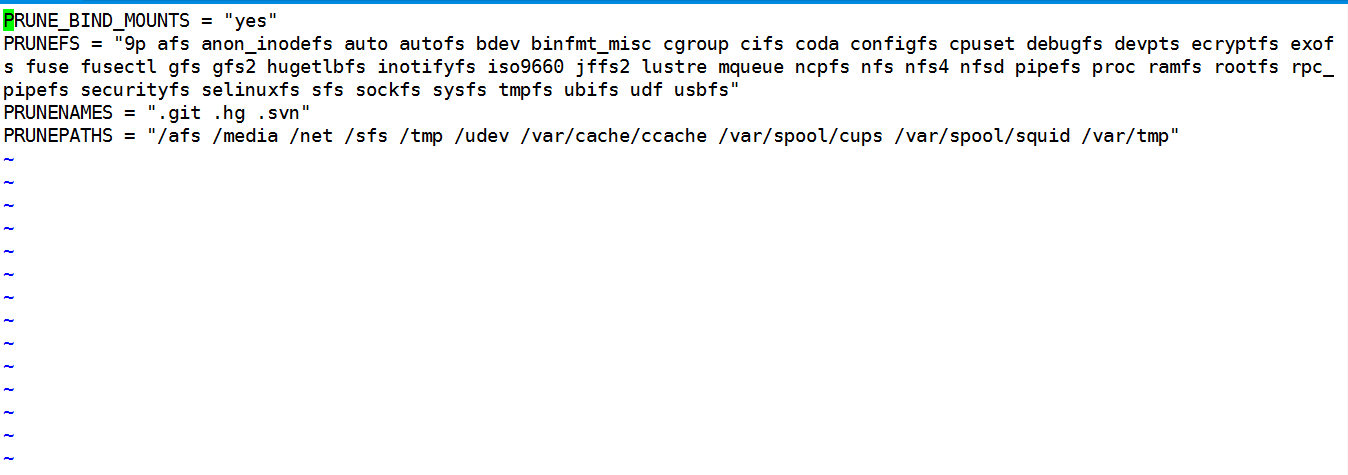 PRUNE_BIND_MOUNTS = "yes"
PRUNEFS = "9p afs anon_inodefs auto autofs bdev binfmt_misc cgroup cifs coda configfs cpuset debugfs devpts ecryptfs exof
s fuse fusectl gfs gfs2 hugetlbfs inotifyfs iso9660 jffs2 lustre mqueue ncpfs nfs nfs4 nfsd pipefs proc ramfs rootfs rpc_
pipefs securityfs selinuxfs sfs sockfs sysfs tmpfs ubifs udf usbfs"
PRUNENAMES = ".git .hg .svn"
PRUNEPATHS = "/afs /media /net /sfs /tmp /udev /var/cache/ccache /var/spool/cups /var/spool/squid /var/tmp"
~
~
~
~
~
~
~
~
~
~
~
~
~
~